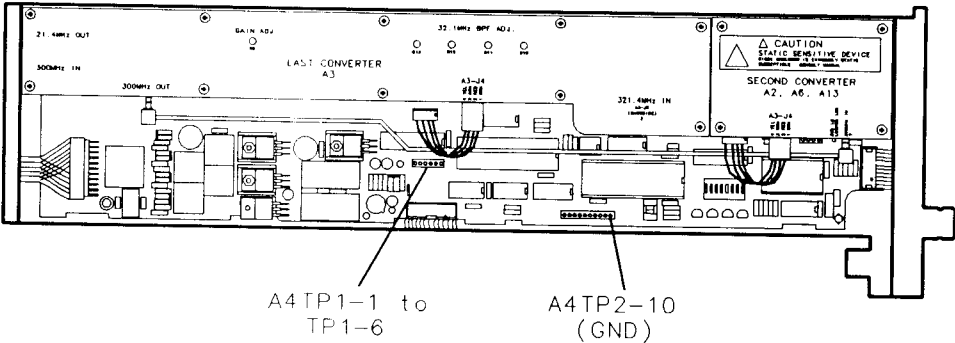 21.4MHz OUT
GAIN ADJ
32.1MHz BPF ADJ.
300MHz IN
LAST CONVERTER
A3
300MHz OUT
A3-J4
321.4MHz IN
CAUTION
STATIC SENSITIVE DEVICE
SECOND CONVERTER
A2, A6, A13
A3-J4
A4TP1-1 to
TP1-6
A4TP2-10
(GND)